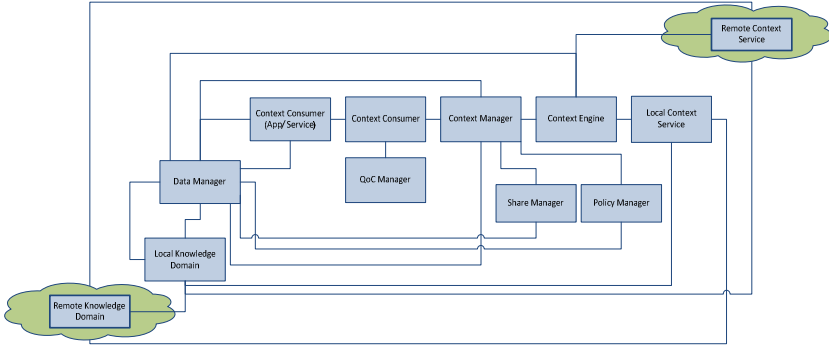 Remote Context
Service
Context Consumer
(App/Service)
Context Consumer
Context Manager
Context Engine
Local Context
Service
Data Manager
QoC Manager
Share Manager
Policy Manager
Local Knowledge
Domain
Remote Knowledge
Domain